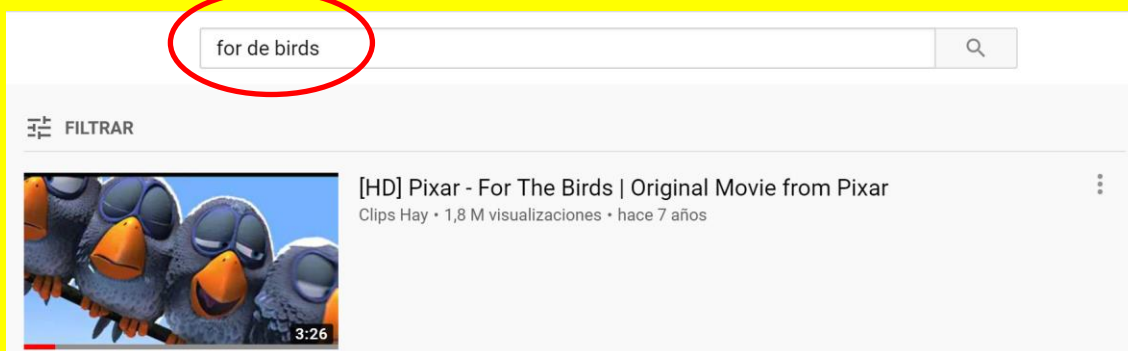 for de birds
FILTRAR
[HD] Pixar - For The Birds | Original Movie from Pixar
Clips Hay • 1,8 M visualizaciones • hace 7 años
3:26